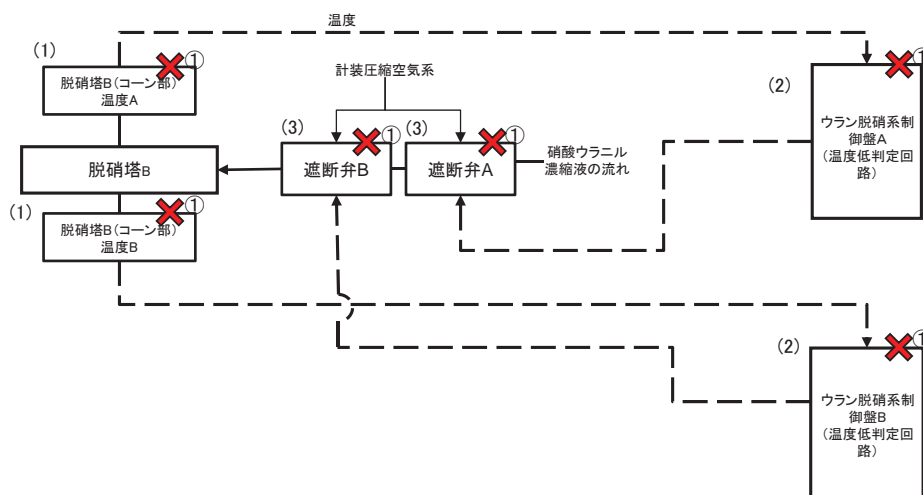 温度
(1)
①
脱硝塔B(コーン部)
温度A
脱硝塔B
(1)
①
脱硝塔B(コーン部)
温度B
計装圧縮空気系
(3)
①
遮断弁B
(3)
①
遮断弁A
硝酸ウラニル
濃縮液の流れ
(2)
①
ウラン脱硝系制
御盤A
(温度低判定回
路)
(2)
①
ウラン脱硝系制
御盤B
(温度低判定回
路)